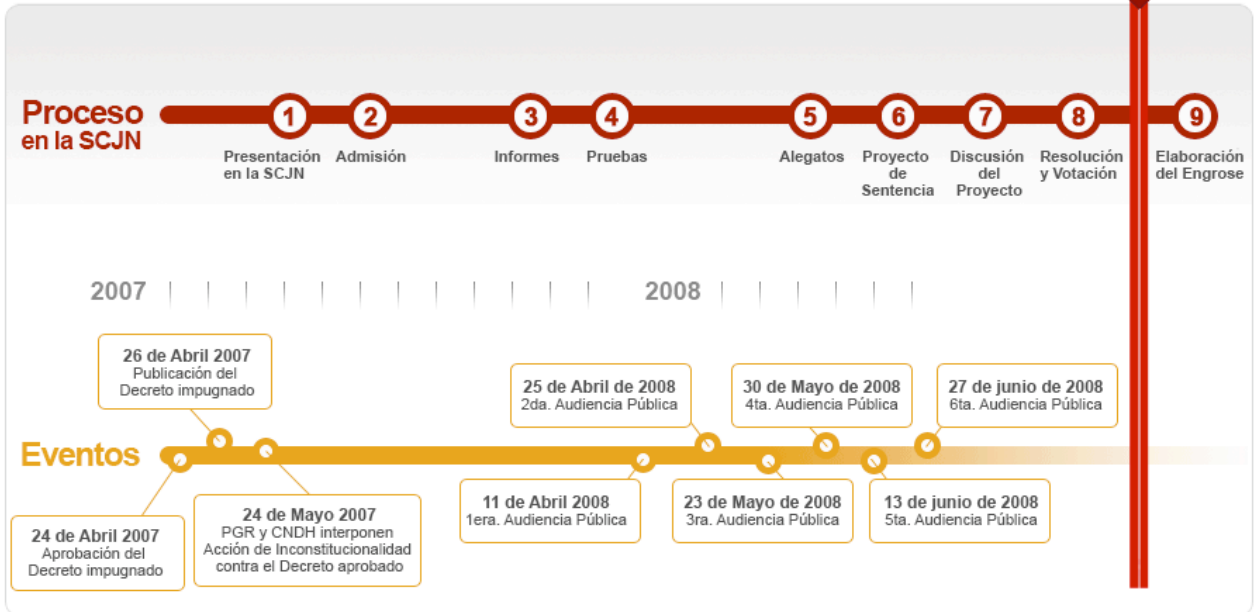 Proceso
en la SCJN
1
Presentación
en la SCJN
2
Admisión
3
Informes
4
Pruebas
5
Alegatos
6
Proyecto
de
Sentencia
7
Discusión
del
Proyecto
8
Resolución
y Votación
9
Elaboración
del Engrose
2007
2008
26 de Abril 2007
Publicación del
Decreto impugnado
25 de Abril de 2008
2da. Audiencia Pública
30 de Mayo de 2008
4ta. Audiencia Pública
27 de junio de 2008
6ta. Audiencia Pública
Eventos
24 de Abril 2007
Aprobación del
Decreto impugnado
24 de Mayo 2007
PGR y CNDH interponen
Acción de Inconstitucionalidad
contra el Decreto aprobado
11 de Abril 2008
1era. Audiencia Pública
23 de Mayo de 2008
3ra. Audiencia Pública
13 de junio de 2008
5ta. Audiencia Pública